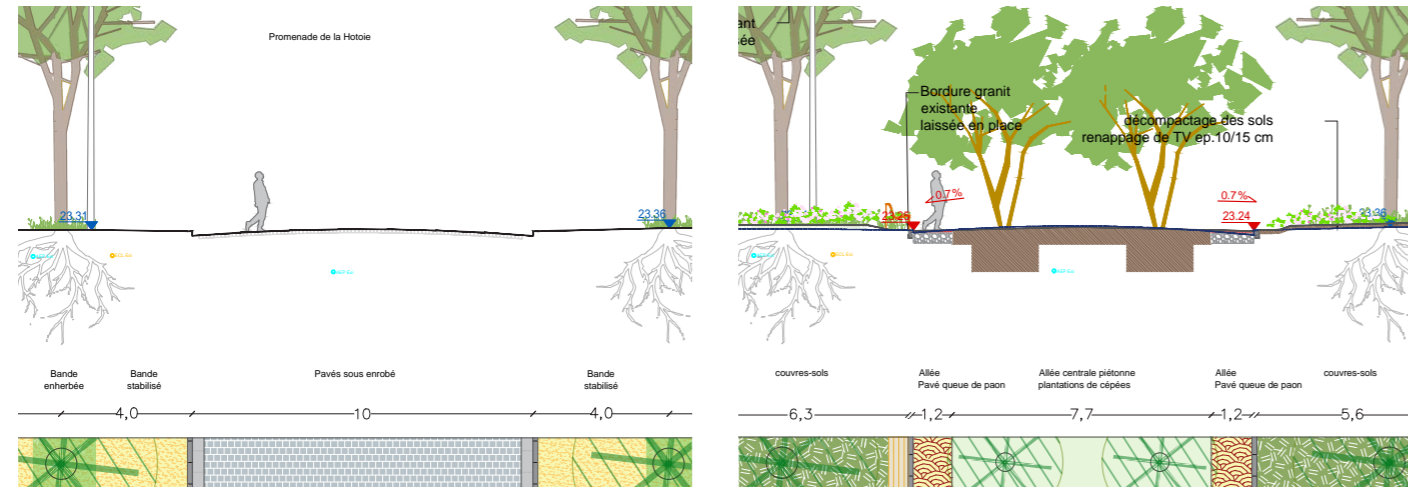 Promenade de la Hotoie
23.31
23.36
Bande
enherbée
Bande
stabilisé
Pavés sous enrobé
Bande
stabilisé
4,0
10
4,0
ant
sée
Bordure granit
existante
laissée en place
décompactage des sols
renappage de TV ep.10/15 cm
0.7%
0.7%
23.24
23.36
couvres-sols
Allée
Pavé queue de paon
Allée centrale piétonne
plantations de cépées
Allée
Pavé queue de paon
couvres-sols
6,3
1,2
7,7
1,2
5,6